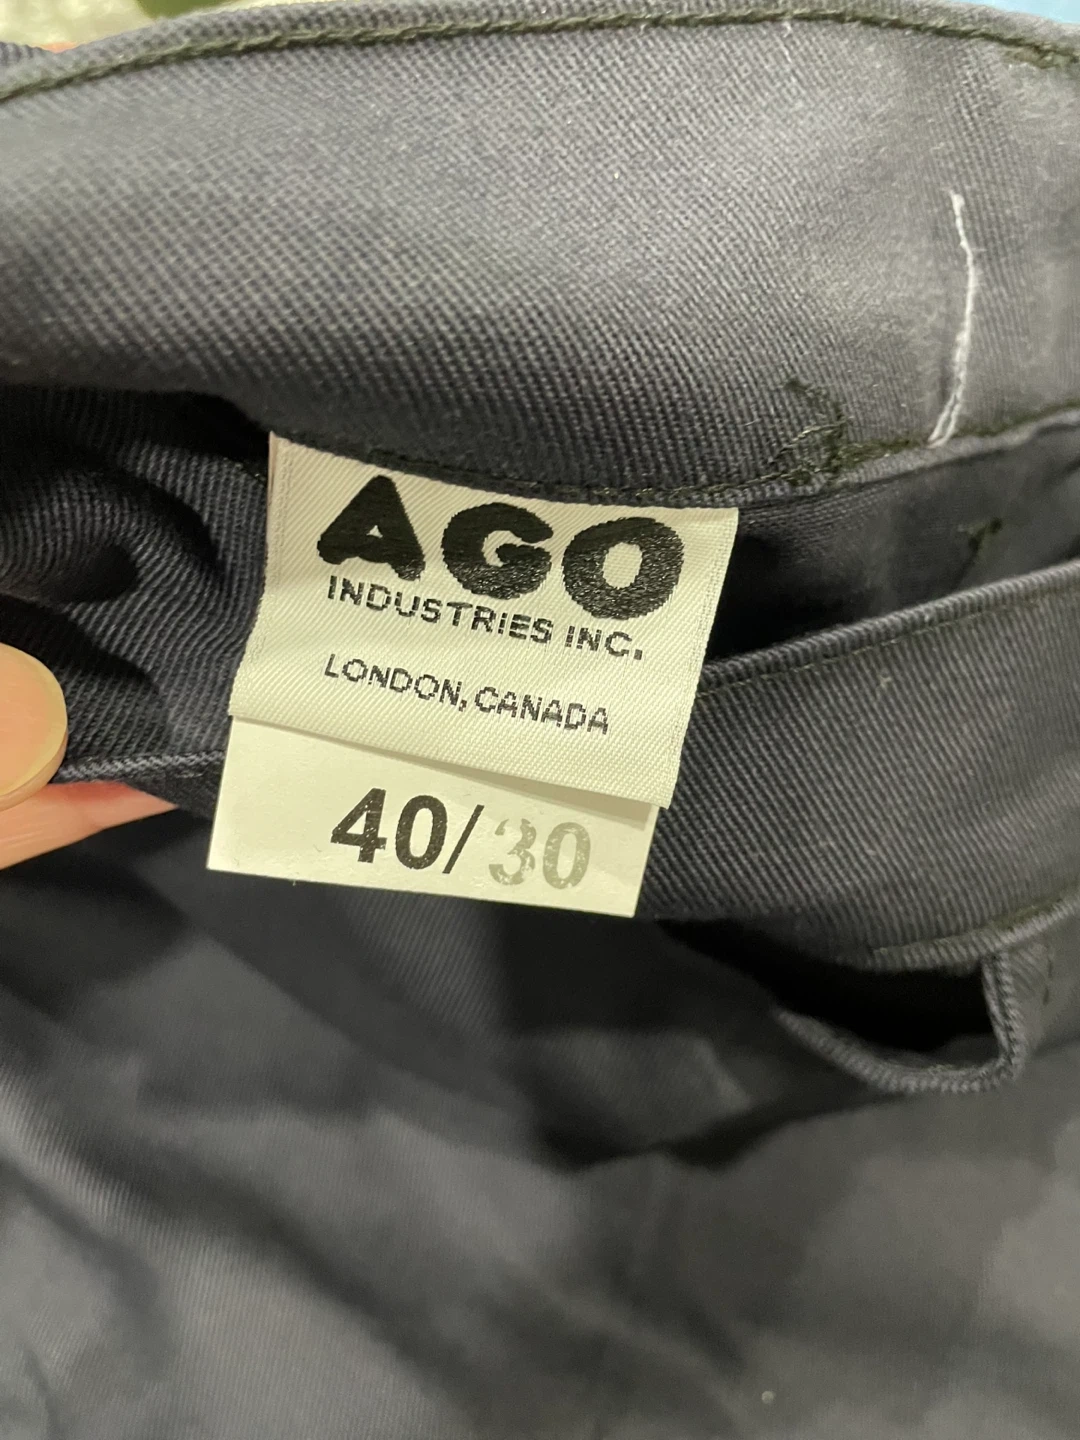 AGO
INDUSTRIES INC.
LONDON, CANADA
40/30